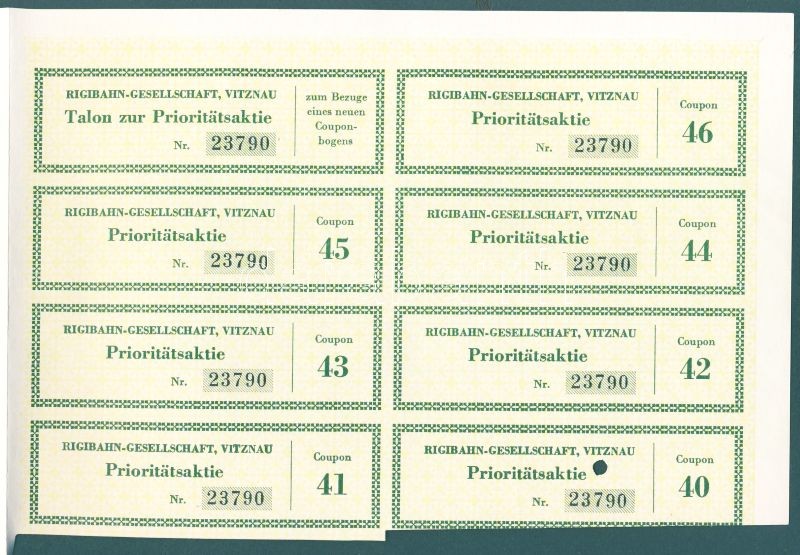 RIGIBAHN-GESELLSCHAFT, VITZNAU
Talon zur Prioritätsaktie
Nr. 23790
zum Bezuge
eines neuen
Coupon-
bogens
RIGIBAHN-GESELLSCHAFT, VITZNAU
Prioritätsaktie
Nr. 23790
Coupon
46
RIGIBAHN-GESELLSCHAFT, VITZNAU
Prioritätsaktie
Nr. 23790
Coupon
45
RIGIBAHN-GESELLSCHAFT, VITZNAU
Prioritätsaktie
Nr. 23790
Coupon
44
RIGIBAHN-GESELLSCHAFT, VITZNAU
Prioritätsaktie
Nr. 23790
Coupon
43
RIGIBAHN-GESELLSCHAFT, VITZNAU
Prioritätsaktie
Nr. 23790
Coupon
42
RIGIBAHN-GESELLSCHAFT, VITZNAU
Prioritätsaktie
Nr. 23790
Coupon
41
RIGIBAHN-GESELLSCHAFT, VITZNAU
Prioritätsaktie
Nr. 23790
Coupon
40